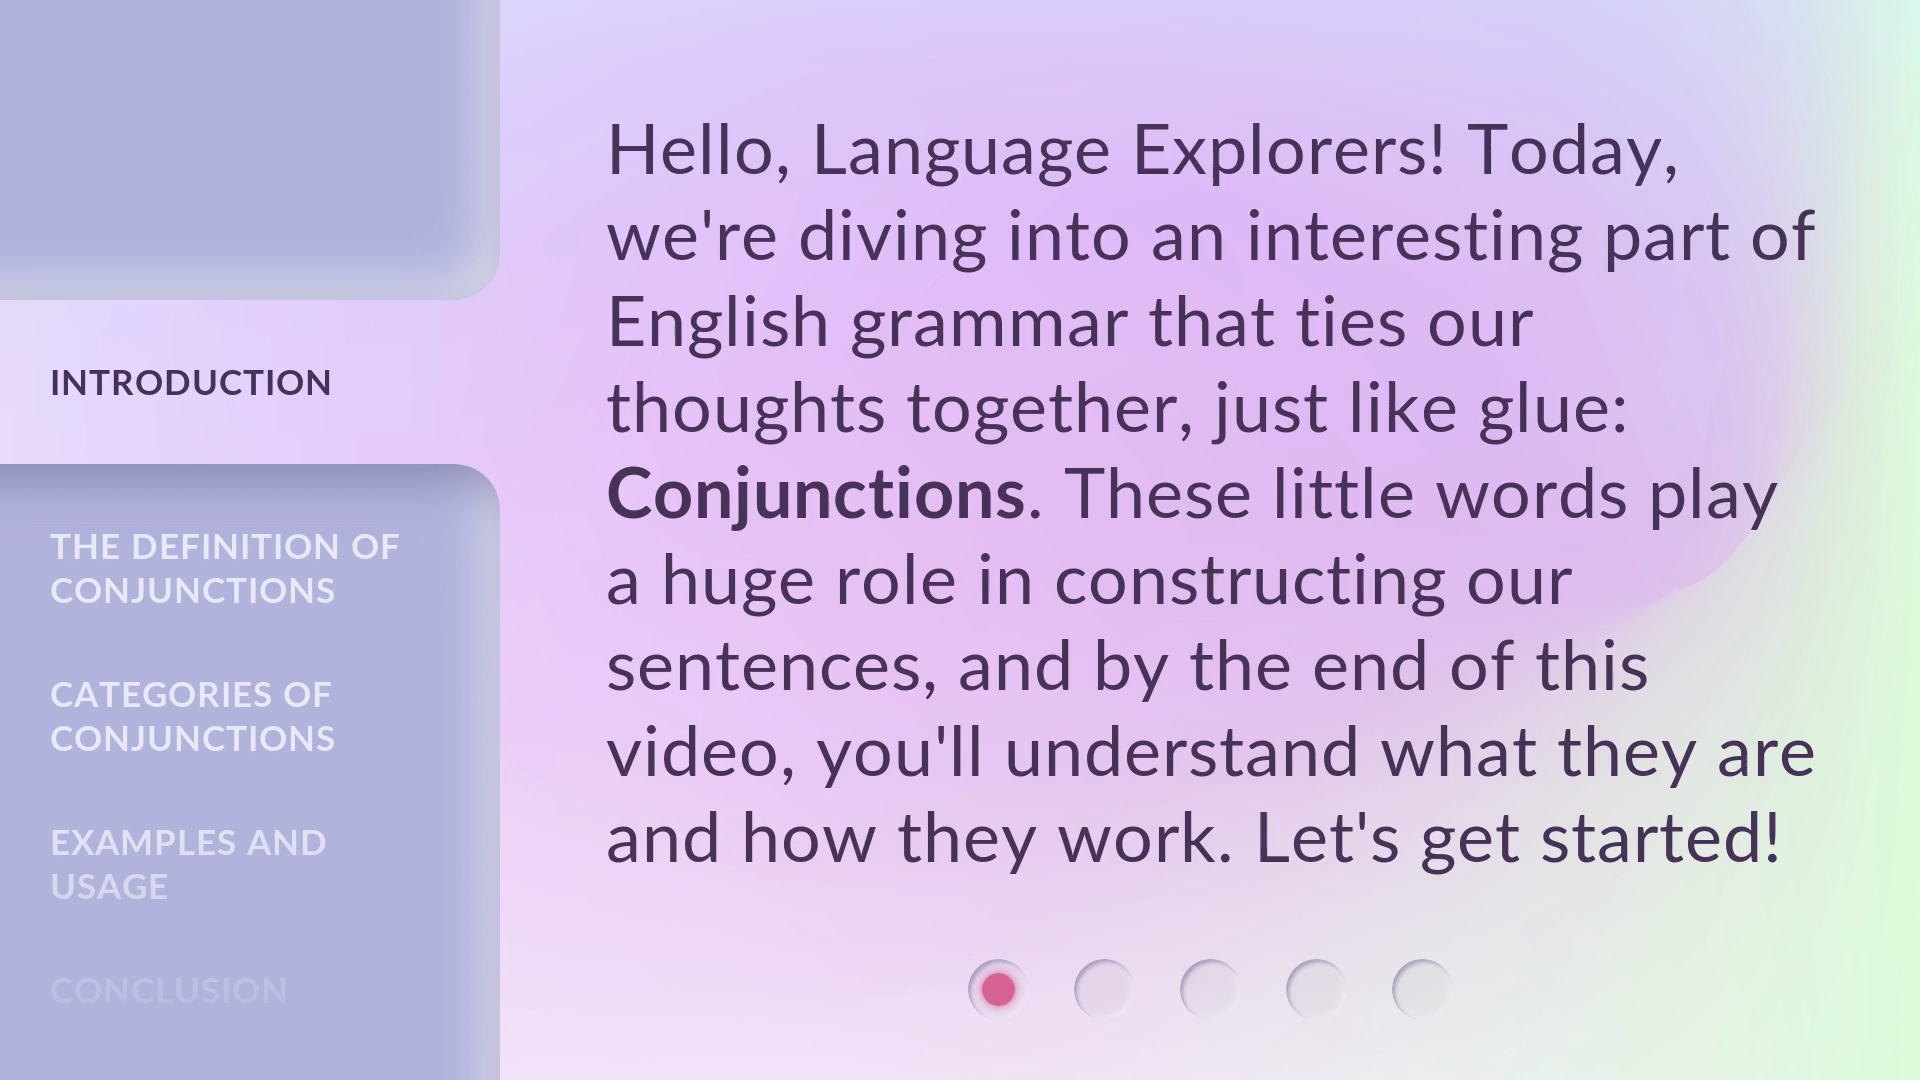 INTRODUCTION
THE DEFINITION OF
CONJUNCTIONS
CATEGORIES OF
CONJUNCTIONS
EXAMPLES AND
USAGE
CONCLUSION
Hello, Language Explorers! Today,
we're diving into an interesting part of
English grammar that ties our
thoughts together, just like glue:
Conjunctions. These little words play
a huge role in constructing our
sentences, and by the end of this
video, you'll understand what they are
and how they work. Let's get started!